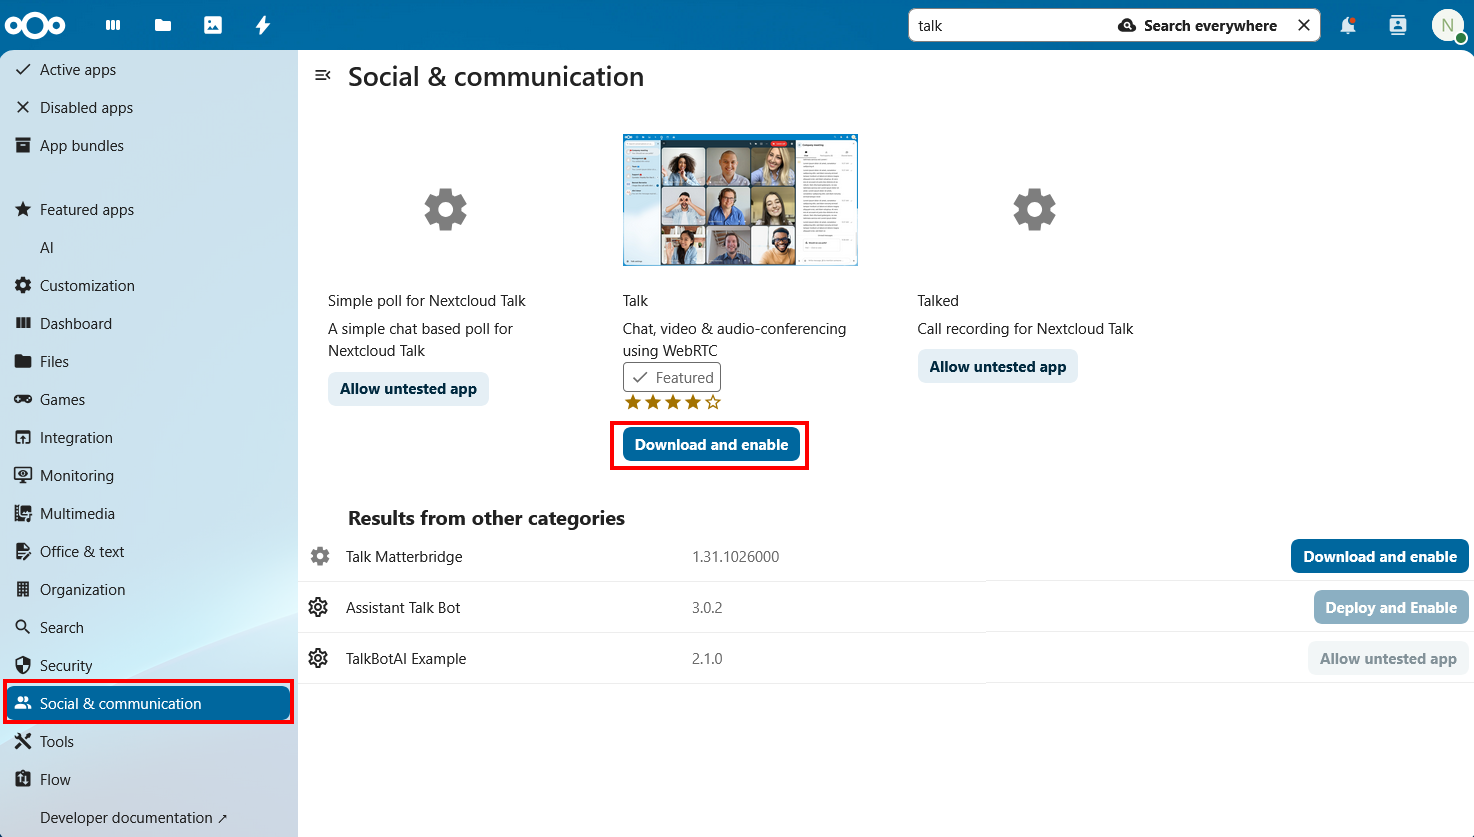 talk
Search everywhere
N
Active apps
Disabled apps
App bundles
Featured apps
AI
Customization
Dashboard
Files
Games
Integration
Monitoring
Multimedia
Office & text
Organization
Search
Security
Social & communication
Tools
Flow
Developer documentation ↗
Social & communication
Simple poll for Nextcloud Talk
A simple chat based poll for
Nextcloud Talk
Allow untested app
Talk
Chat, video & audio-conferencing
using WebRTC
Featured
Download and enable
Talked
Call recording for Nextcloud Talk
Allow untested app
Results from other categories
Talk Matterbridge 1.31.1026000 Download and enable
Assistant Talk Bot 3.0.2 Deploy and Enable
TalkBotAI Example 2.1.0 Allow untested app